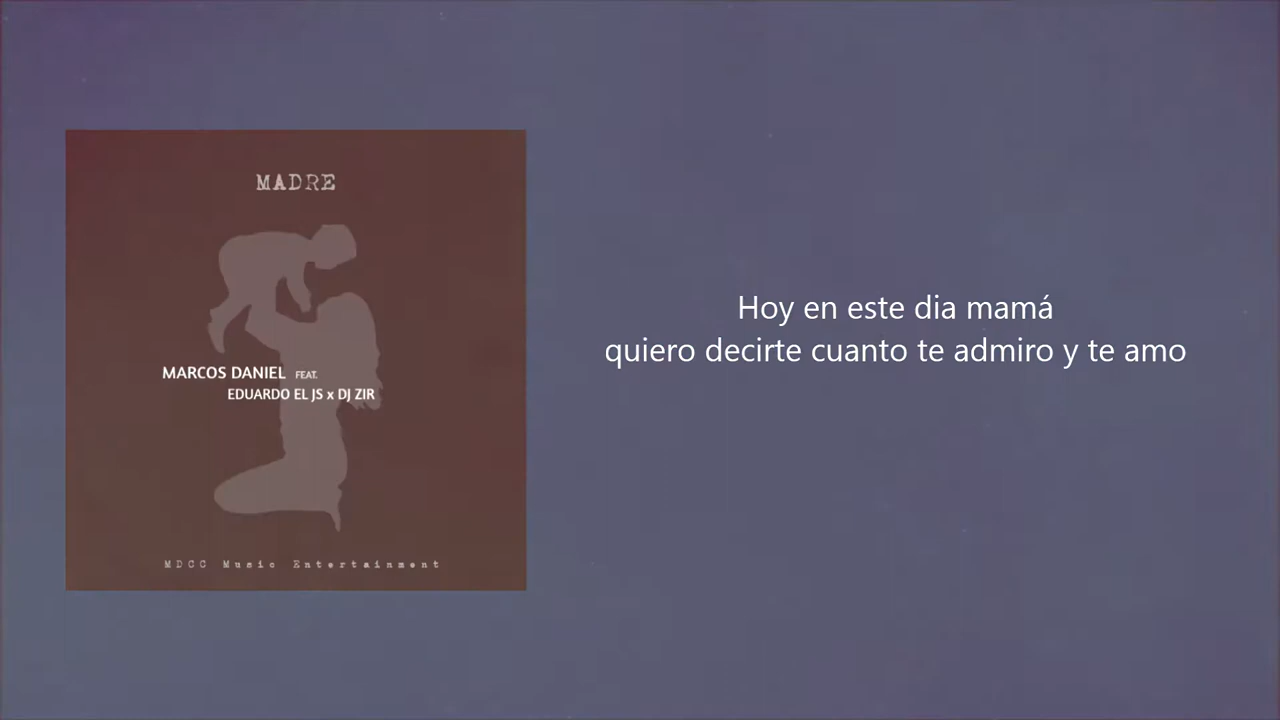 MADRE
MARCOS DANIEL FEAT.
EDUARDO EL JS x DJ ZIR
MDCC Music Entertainment
Hoy en este dia mamá
quiero decirte cuanto te admiro y te amo